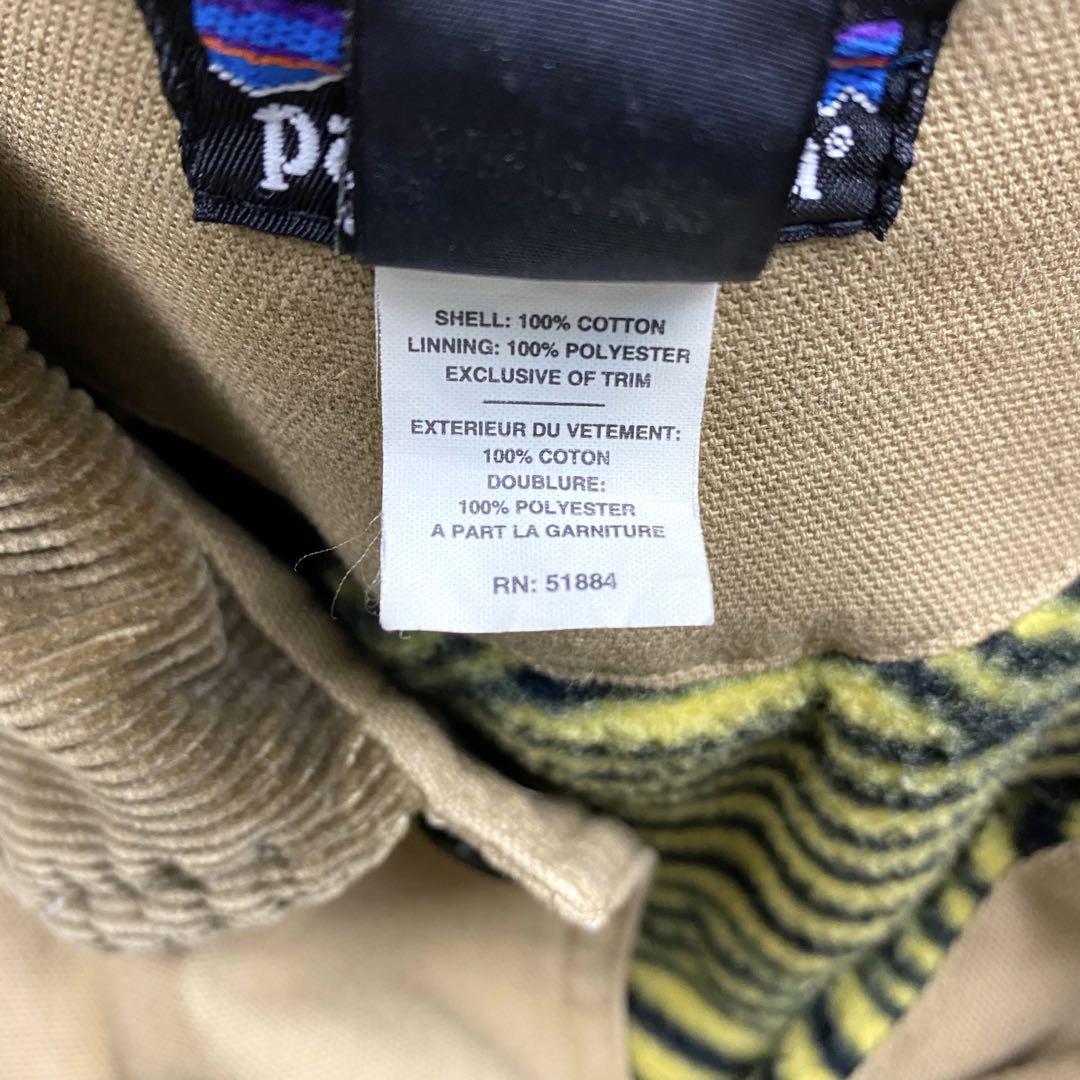 SHELL: 100% COTTON
LINNING: 100% POLYESTER
EXCLUSIVE OF TRIM
EXTERIEUR DU VETEMENT:
100% COTON
DOUBLURE:
100% POLYESTER
A PART LA GARNITURE
RN: 51884